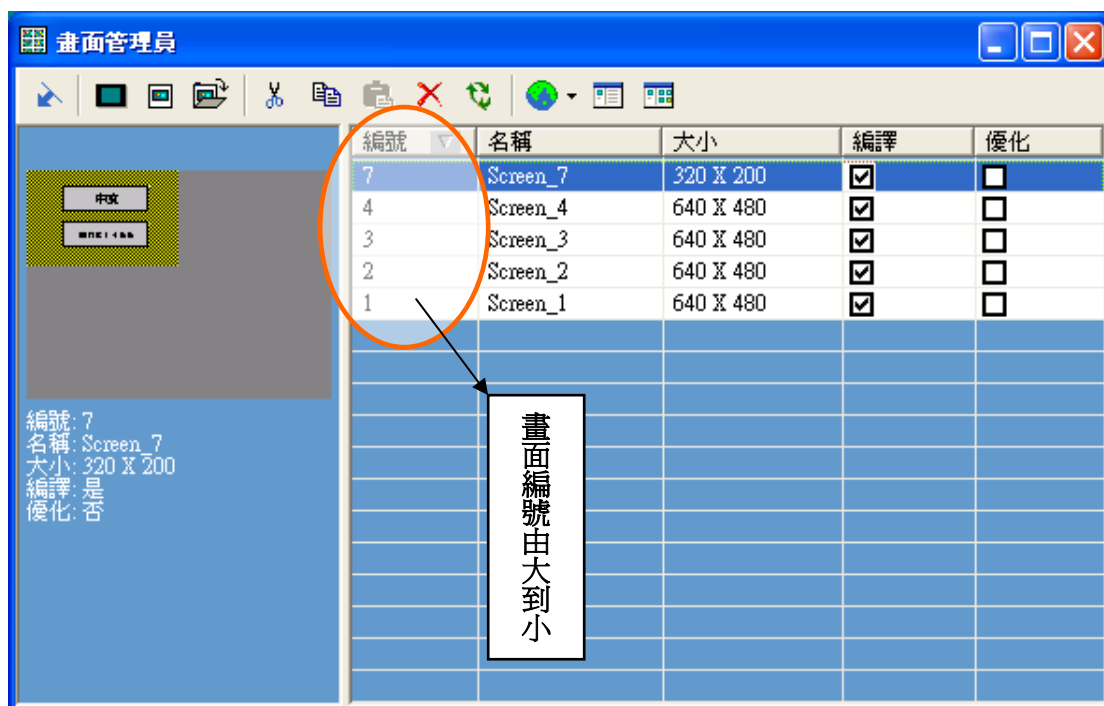 畫面管理員
編號 名稱 大小 編譯 優化
7 Screen_7 320 X 200
4 Screen_4 640 X 480
3 Screen_3 640 X 480
2 Screen_2 640 X 480
1 Screen_1 640 X 480
中文
編號: 7
名稱: Screen_7
大小: 320 X 200
編譯: 是
優化: 否
畫面編號由大到小